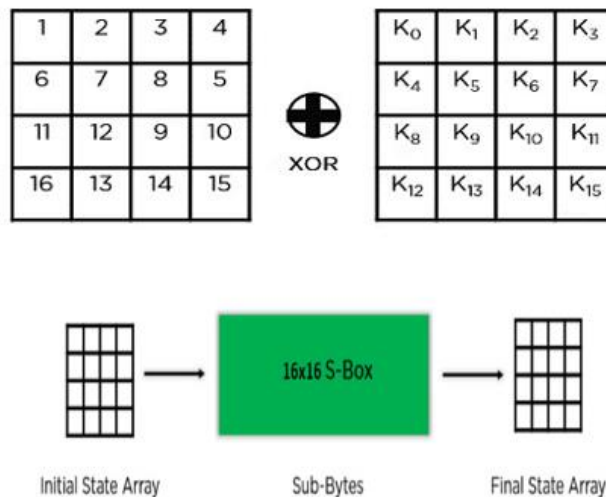 1 2 3 4
6 7 8 5
11 12 9 10
16 13 14 15
XOR
K₀ K₁ K₂ K₃
K₄ K₅ K₆ K₇
K₈ K₉ K₁₀ K₁₁
K₁₂ K₁₃ K₁₄ K₁₅
16x16 S-Box
Initial State Array
Sub-Bytes
Final State Array